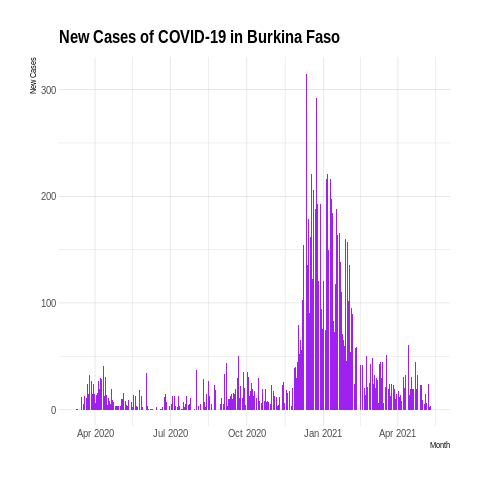 New Cases of COVID-19 in Burkina Faso
New Cases
300
200
100
0
Apr 2020 Jul 2020 Oct 2020 Jan 2021 Apr 2021
Month